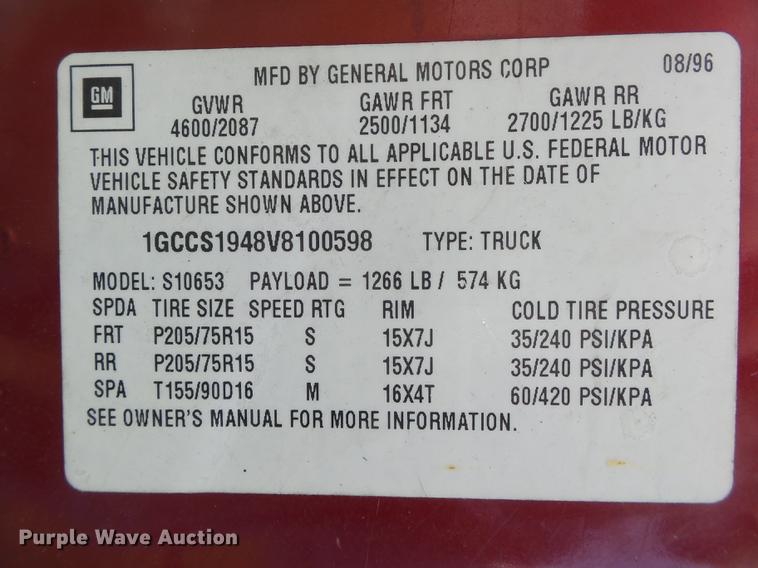 GM
MFD BY GENERAL MOTORS CORP 08/96
GVWR GAWR FRT GAWR RR
4600/2087 2500/1134 2700/1225 LB/KG
THIS VEHICLE CONFORMS TO ALL APPLICABLE U.S. FEDERAL MOTOR
VEHICLE SAFETY STANDARDS IN EFFECT ON THE DATE OF
MANUFACTURE SHOWN ABOVE.
1GCCS1948V8100598 TYPE: TRUCK
MODEL: S10653 PAYLOAD = 1266 LB / 574 KG
SPDA TIRE SIZE SPEED RTG RIM COLD TIRE PRESSURE
FRT P205/75R15 S 15X7J 35/240 PSI/KPA
RR P205/75R15 S 15X7J 35/240 PSI/KPA
SPA T155/90D16 M 16X4T 60/420 PSI/KPA
SEE OWNER'S MANUAL FOR MORE INFORMATION.
Purple Wave Auction